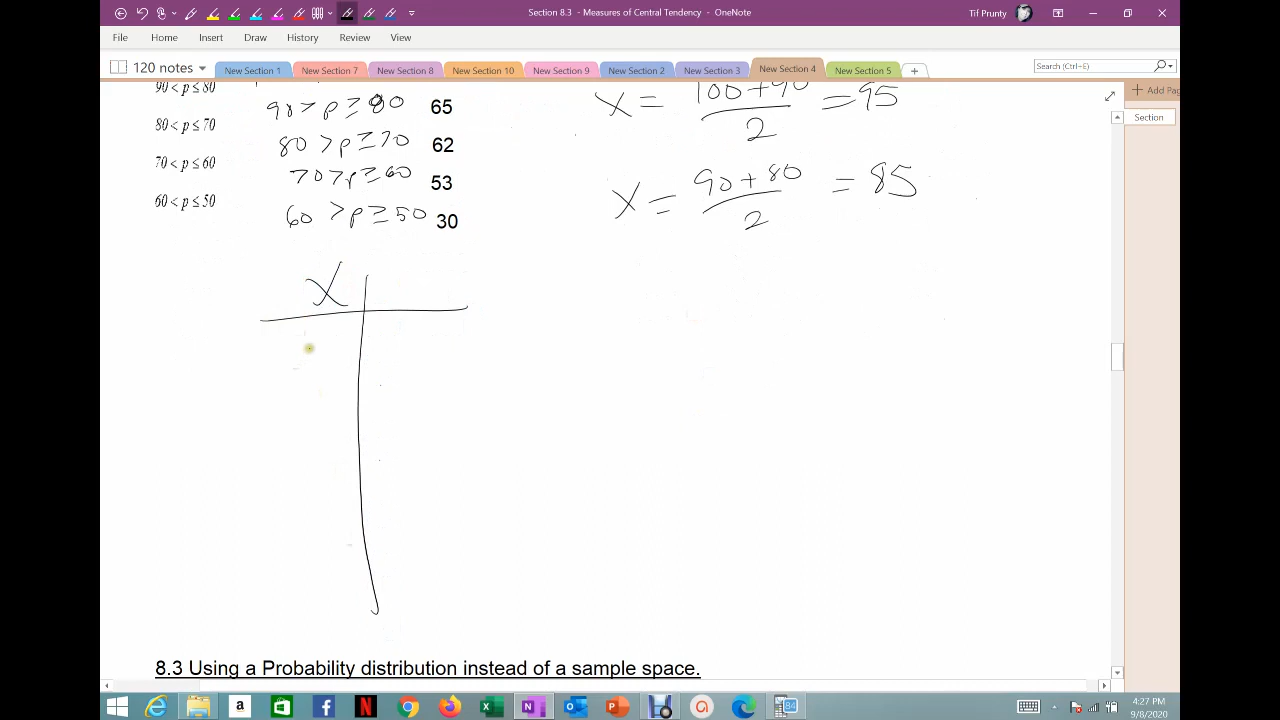 Section 8.3 - Measures of Central Tendency - OneNote
Tif Prunty
File Home Insert Draw History Review View
120 notes
New Section 1 New Section 7 New Section 8 New Section 10 New Section 9 New Section 2 New Section 3 New Section 4 New Section 5
Search (Ctrl+E)
Add Pag
Section
90 < p ≤ 80
90 > p ≥ 80 65
80 < p ≤ 70
80 > p ≥ 70 62
70 < p ≤ 60
70 > p ≥ 60 53
60 < p ≤ 50
60 > p ≥ 50 30
X = 100 + 90 / 2 = 95
X = 90 + 80 / 2 = 85
X
8.3 Using a Probability distribution instead of a sample space.
84
4:27 PM
9/8/2020